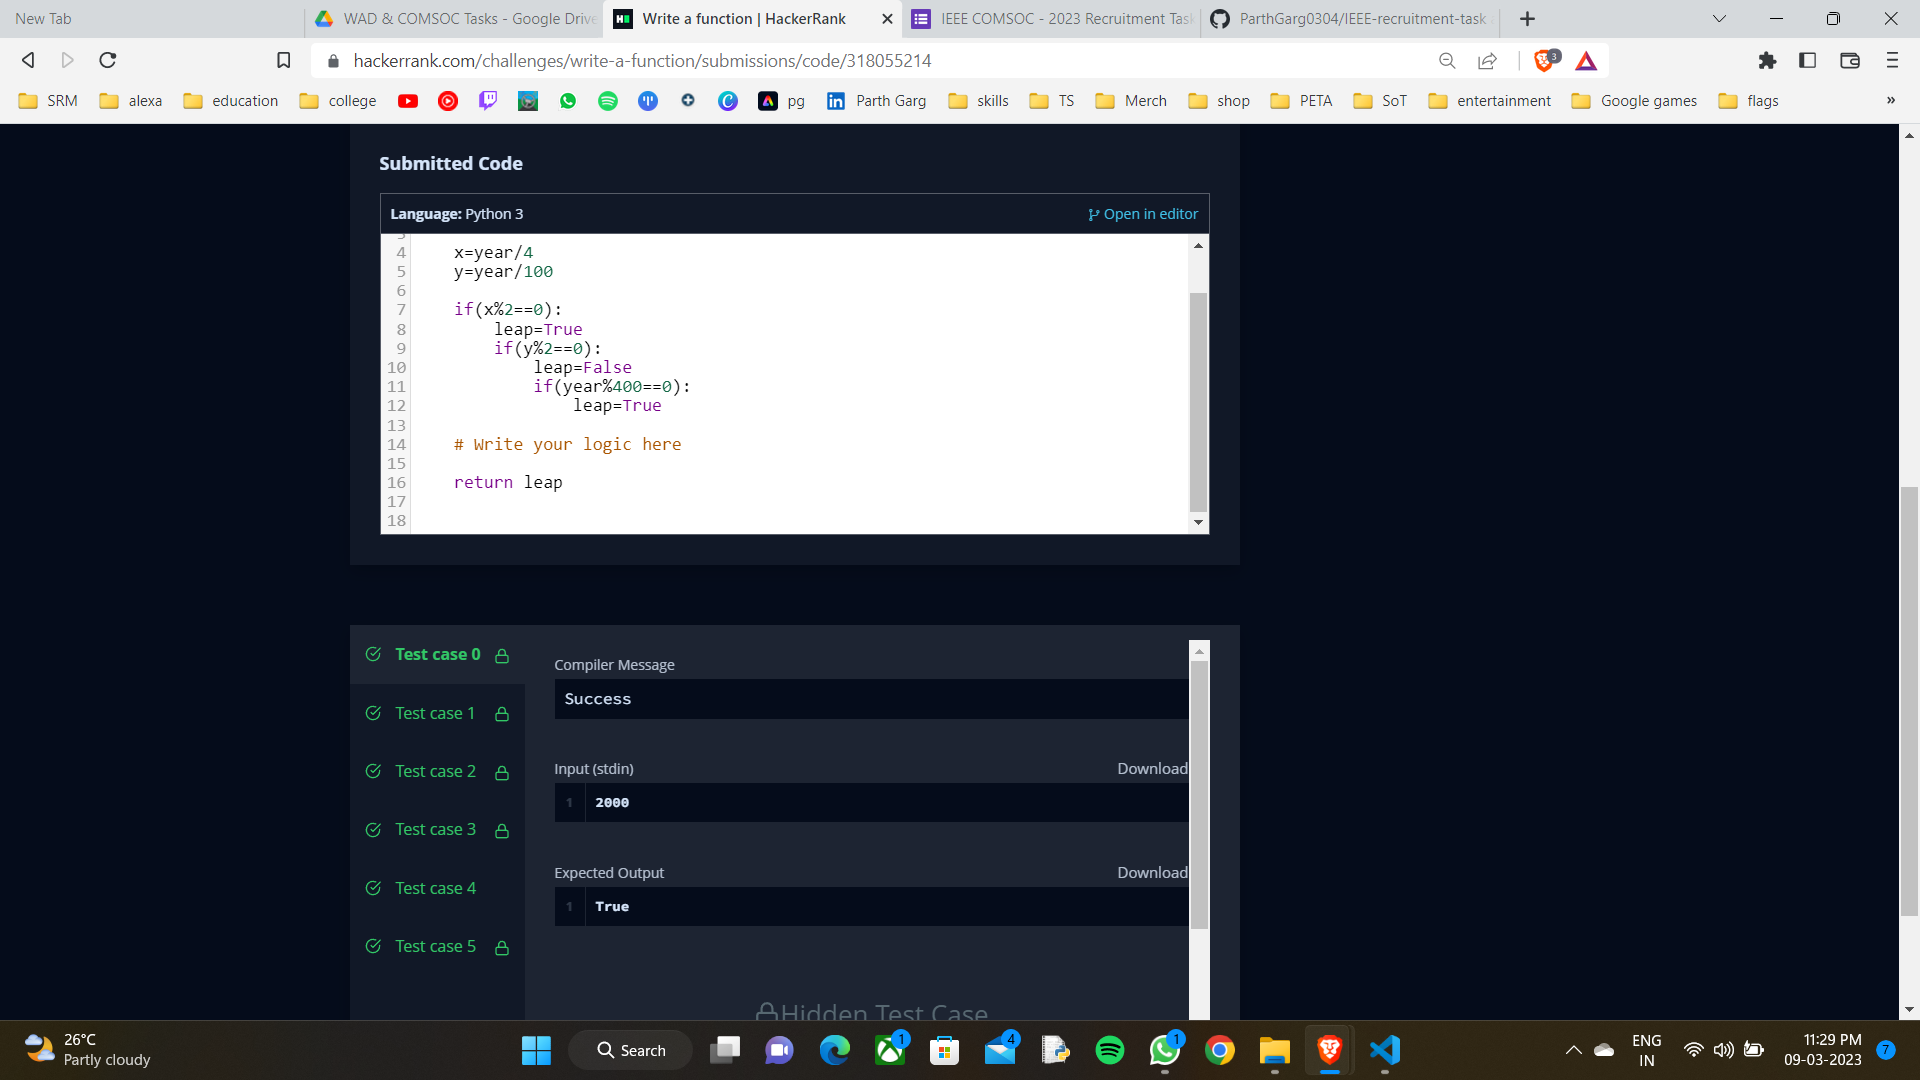 New Tab
WAD & COMSOC Tasks - Google Drive
Write a function | HackerRank
IEEE COMSOC - 2023 Recruitment Task
ParthGarg0304/IEEE-recruitment-task
hackerrank.com/challenges/write-a-function/submissions/code/318055214
3
SRM
alexa
education
college
pg
Parth Garg
skills
TS
Merch
shop
PETA
SoT
entertainment
Google games
flags
»
Submitted Code
Language: Python 3
Open in editor
3
4 x=year/4
5 y=year/100
6
7 if(x%2==0):
8 leap=True
9 if(y%2==0):
10 leap=False
11 if(year%400==0):
12 leap=True
13
14 # Write your logic here
15
16 return leap
17
18
Test case 0
Test case 1
Test case 2
Test case 3
Test case 4
Test case 5
Compiler Message
Success
Input (stdin)
Download
1 2000
Expected Output
Download
1 True
Hidden Test Case
26°C
Partly cloudy
Search
1
4
1
ENG
IN
11:29 PM
09-03-2023
7